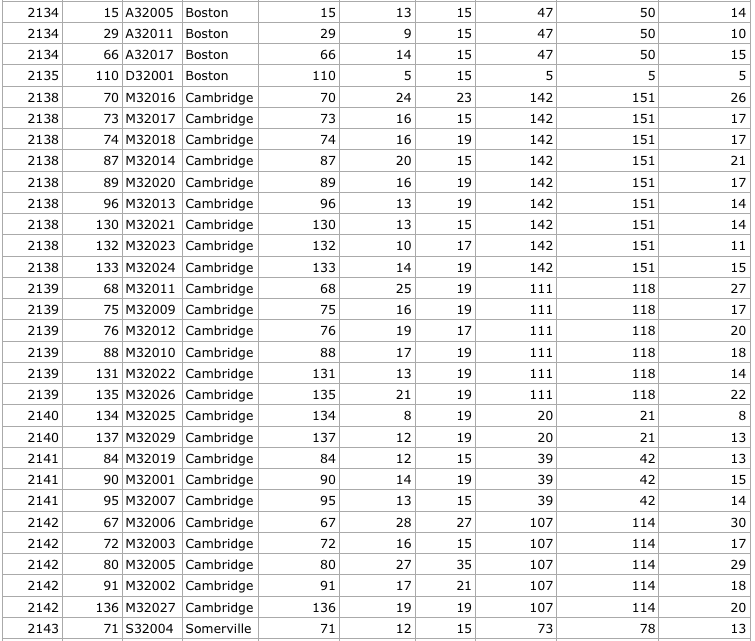 2134 15 A32005 Boston 15 13 15 47 50 14
2134 29 A32011 Boston 29 9 15 47 50 10
2134 66 A32017 Boston 66 14 15 47 50 15
2135 110 D32001 Boston 110 5 15 5 5 5
2138 70 M32016 Cambridge 70 24 23 142 151 26
2138 73 M32017 Cambridge 73 16 15 142 151 17
2138 74 M32018 Cambridge 74 16 19 142 151 17
2138 87 M32014 Cambridge 87 20 15 142 151 21
2138 89 M32020 Cambridge 89 16 19 142 151 17
2138 96 M32013 Cambridge 96 13 19 142 151 14
2138 130 M32021 Cambridge 130 13 15 142 151 14
2138 132 M32023 Cambridge 132 10 17 142 151 11
2138 133 M32024 Cambridge 133 14 19 142 151 15
2139 68 M32011 Cambridge 68 25 19 111 118 27
2139 75 M32009 Cambridge 75 16 19 111 118 17
2139 76 M32012 Cambridge 76 19 17 111 118 20
2139 88 M32010 Cambridge 88 17 19 111 118 18
2139 131 M32022 Cambridge 131 13 19 111 118 14
2139 135 M32026 Cambridge 135 21 19 111 118 22
2140 134 M32025 Cambridge 134 8 19 20 21 8
2140 137 M32029 Cambridge 137 12 19 20 21 13
2141 84 M32019 Cambridge 84 12 15 39 42 13
2141 90 M32001 Cambridge 90 14 19 39 42 15
2141 95 M32007 Cambridge 95 13 15 39 42 14
2142 67 M32006 Cambridge 67 28 27 107 114 30
2142 72 M32003 Cambridge 72 16 15 107 114 17
2142 80 M32005 Cambridge 80 27 35 107 114 29
2142 91 M32002 Cambridge 91 17 21 107 114 18
2142 136 M32027 Cambridge 136 19 19 107 114 20
2143 71 S32004 Somerville 71 12 15 73 78 13